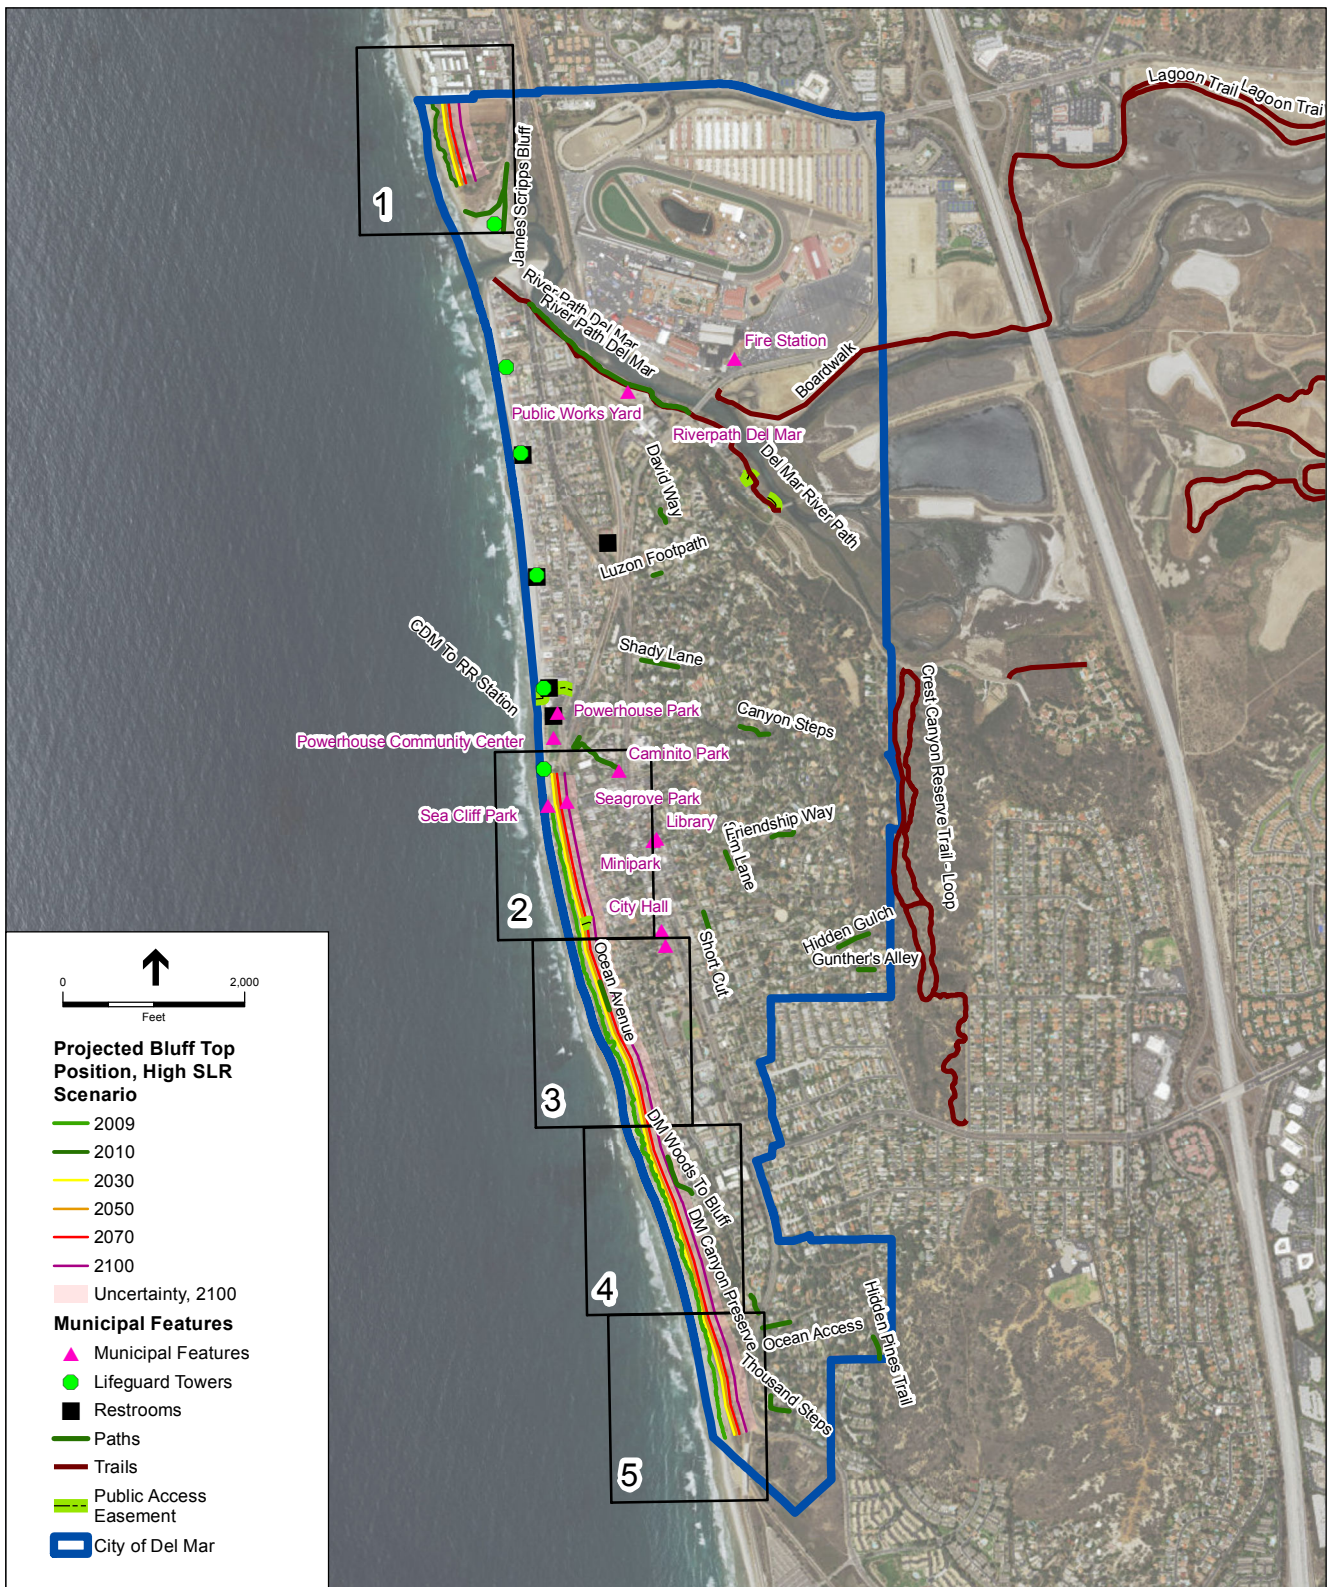 Lagoon Trail
Lagoon Trai
1
James Scripps Bluff
River Path Del Mar
River Path Del Mar
Fire Station
Boardwalk
Public Works Yard
Riverpath Del Mar
David Way
Del Mar River Path
Luzon Footpath
CDM To RR Station
Shady Lane
Crest Canyon Reserve Trail - Loop
Powerhouse Park
Canyon Steps
Powerhouse Community Center
Caminito Park
Seagrove Park
Sea Cliff Park
Library
Friendship Way
Minipark
Elm Lane
2
City Hall
Short Cut
Hidden Gulch
Gunther's Alley
Ocean Avenue
3
DM Woods To Bluff
4
DM Canyon Preserve
Ocean Access
Hidden Pines Trail
Thousand Steps
5
0 2,000
Feet
Projected Bluff Top
Position, High SLR
Scenario
2009
2010
2030
2050
2070
2100
Uncertainty, 2100
Municipal Features
Municipal Features
Lifeguard Towers
Restrooms
Paths
Trails
Public Access
Easement
City of Del Mar